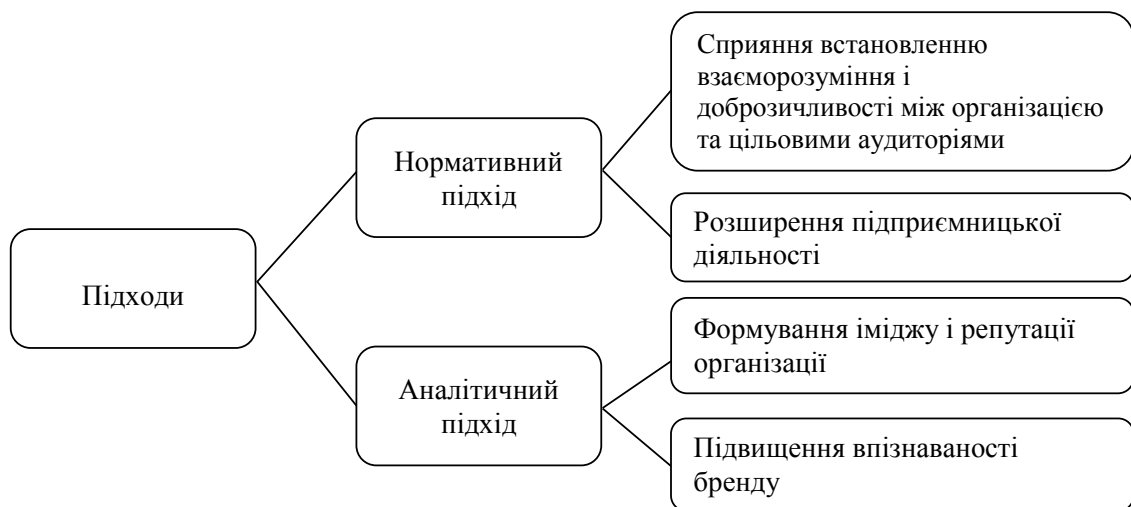 Підходи
Нормативний
підхід
Сприяння встановленню
взаєморозуміння і
доброзичливості між організацією
та цільовими аудиторіями
Розширення підприємницької
діяльності
Аналітичний
підхід
Формування іміджу і репутації
організації
Підвищення впізнаваності
бренду